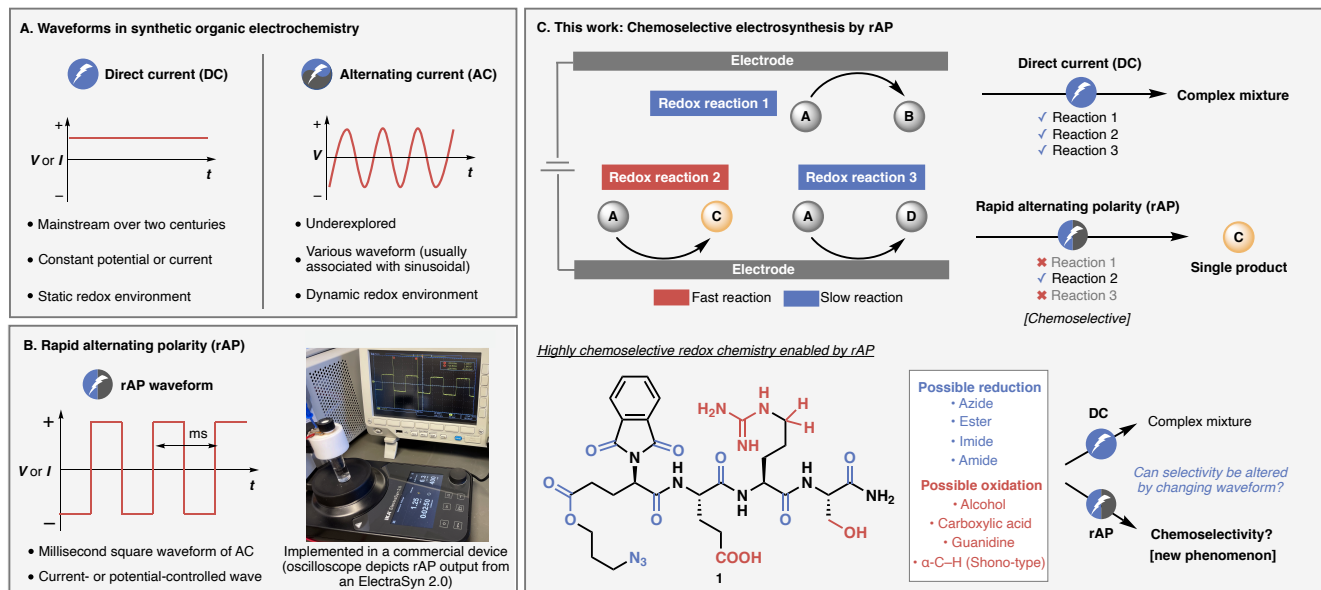 A. Waveforms in synthetic organic electrochemistry
Direct current (DC)
+
V or I
t
–
• Mainstream over two centuries
• Constant potential or current
• Static redox environment
Alternating current (AC)
+
V
t
–
• Underexplored
• Various waveform (usually
associated with sinusoidal)
• Dynamic redox environment
B. Rapid alternating polarity (rAP)
rAP waveform
+
ms
V or I
t
–
• Millisecond square waveform of AC
• Current- or potential-controlled wave
Implemented in a commercial device
(oscilloscope depicts rAP output from
an ElectraSyn 2.0)
C. This work: Chemoselective electrosynthesis by rAP
Electrode
Redox reaction 1
A
B
Redox reaction 2
Redox reaction 3
A
C
A
D
Electrode
Fast reaction
Slow reaction
Direct current (DC)
Complex mixture
✓ Reaction 1
✓ Reaction 2
✓ Reaction 3
Rapid alternating polarity (rAP)
C
Single product
✖ Reaction 1
✓ Reaction 2
✖ Reaction 3
[Chemoselective]
Highly chemoselective redox chemistry enabled by rAP
H2N
H
N
H
H
NH
O
N
O
O
O
O
H
N
O
N
H
O
H
N
O
NH2
OH
COOH
N3
1
Possible reduction
• Azide
• Ester
• Imide
• Amide
Possible oxidation
• Alcohol
• Carboxylic acid
• Guanidine
• α-C–H (Shono-type)
DC
Complex mixture
Can selectivity be altered
by changing waveform?
rAP
Chemoselectivity?
[new phenomenon]